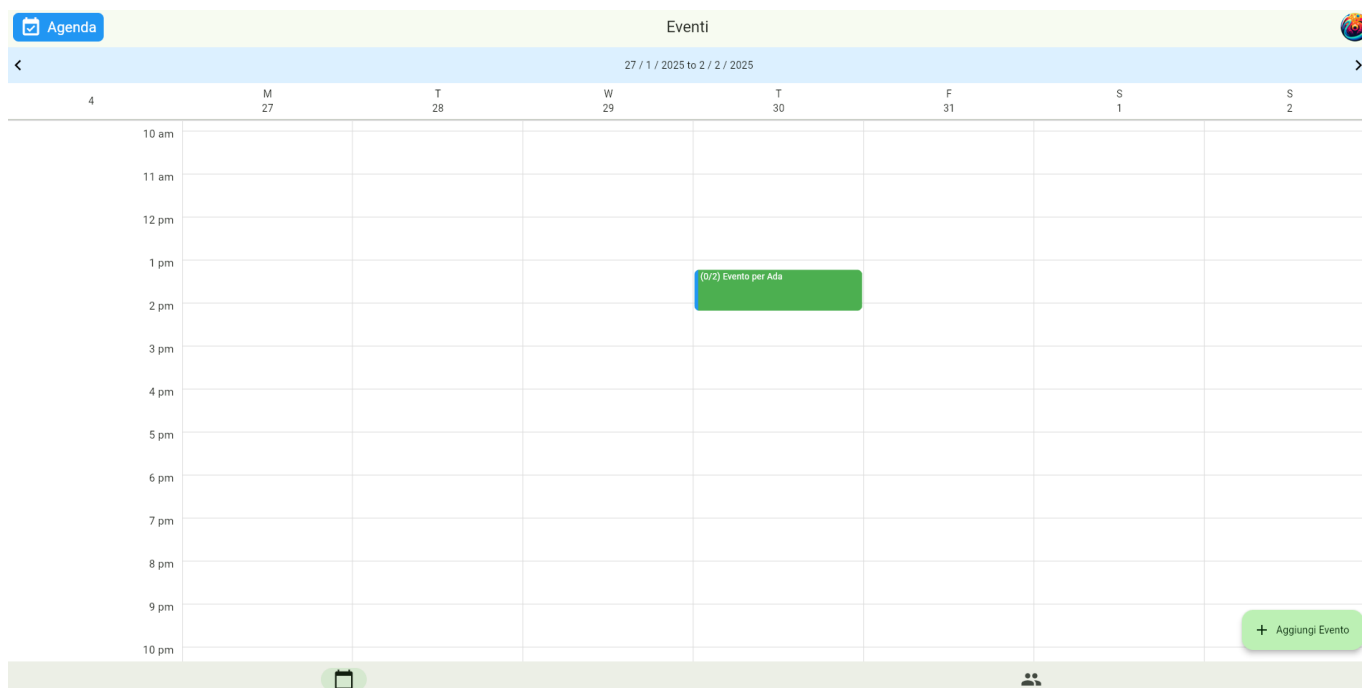 Agenda
Eventi
27 / 1 / 2025 to 2 / 2 / 2025
4
M
27
T
28
W
29
T
30
F
31
S
1
S
2
10 am
11 am
12 pm
1 pm
(0/2) Evento per Ada
2 pm
3 pm
4 pm
5 pm
6 pm
7 pm
8 pm
9 pm
+ Aggiungi Evento
10 pm